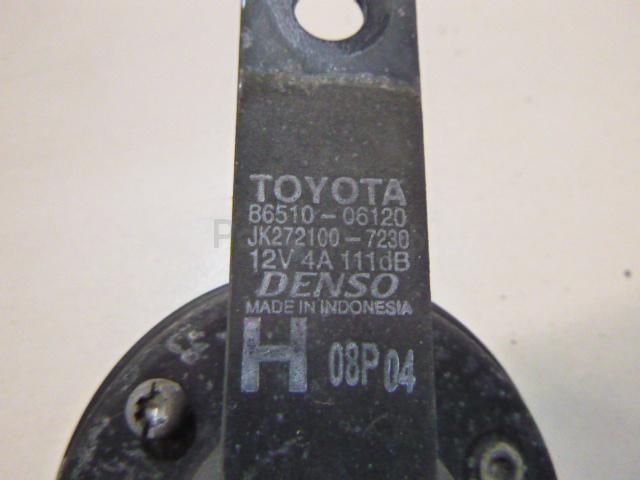 TOYOTA
86510-06120
JK272100-7230
12V 4A 111dB
DENSO
MADE IN INDONESIA
H 08P04